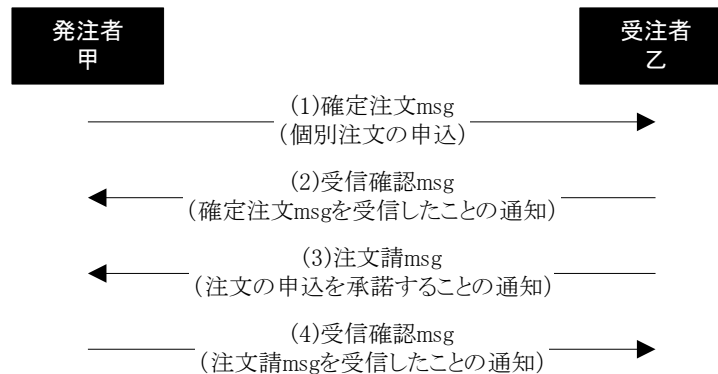 発注者
甲
受注者
乙
(1)確定注文msg
（個別注文の申込）
(2)受信確認msg
（確定注文msgを受信したことの通知）
(3)注文請msg
（注文の申込を承諾することの通知）
(4)受信確認msg
（注文請msgを受信したことの通知）